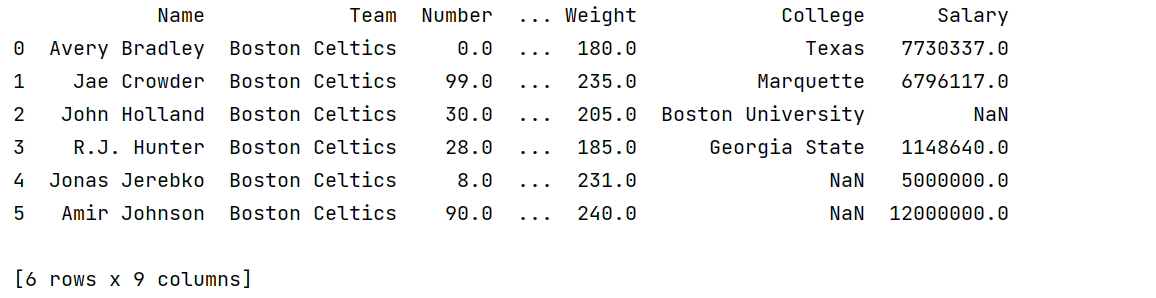 Name Team Number ... Weight College Salary
0 Avery Bradley Boston Celtics 0.0 ... 180.0 Texas 7730337.0
1 Jae Crowder Boston Celtics 99.0 ... 235.0 Marquette 6796117.0
2 John Holland Boston Celtics 30.0 ... 205.0 Boston University NaN
3 R.J. Hunter Boston Celtics 28.0 ... 185.0 Georgia State 1148640.0
4 Jonas Jerebko Boston Celtics 8.0 ... 231.0 NaN 5000000.0
5 Amir Johnson Boston Celtics 90.0 ... 240.0 NaN 12000000.0
[6 rows x 9 columns]